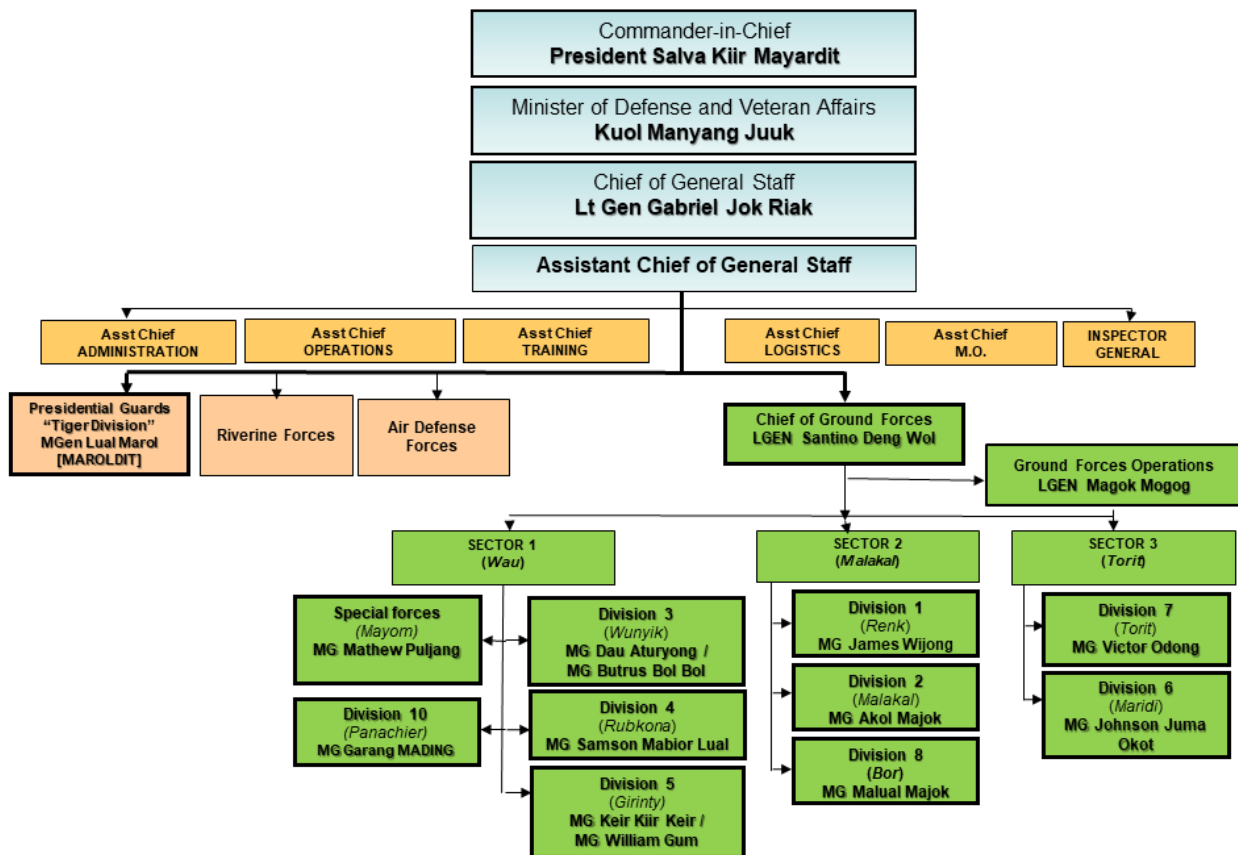 Commander-in-Chief
President Salva Kiir Mayardit
Minister of Defense and Veteran Affairs
Kuol Manyang Juuk
Chief of General Staff
Lt Gen Gabriel Jok Riak
Assistant Chief of General Staff
Asst Chief
ADMINISTRATION
Asst Chief
OPERATIONS
Asst Chief
TRAINING
Asst Chief
LOGISTICS
Asst Chief
M.O.
INSPECTOR
GENERAL
Presidential Guards
“Tiger Division”
MGen Lual Marol
[MAROLDIT]
Riverine Forces
Air Defense
Forces
Chief of Ground Forces
LGEN Santino Deng Wol
Ground Forces Operations
LGEN Magok Mogog
SECTOR 1
(Wau)
SECTOR 2
(Malakal)
SECTOR 3
(Torit)
Special forces
(Mayom)
MG Mathew Puljang
Division 3
(Wunyik)
MG Dau Aturyong /
MG Butrus Bol Bol
Division 10
(Panachier)
MG Garang MADING
Division 4
(Rubkona)
MG Samson Mabior Lual
Division 5
(Girinty)
MG Keir Kiir Keir /
MG William Gum
Division 1
(Renk)
MG James Wijong
Division 2
(Malakal)
MG Akol Majok
Division 8
(Bor)
MG Malual Majok
Division 7
(Torit)
MG Victor Odong
Division 6
(Maridi)
MG Johnson Juma
Okot